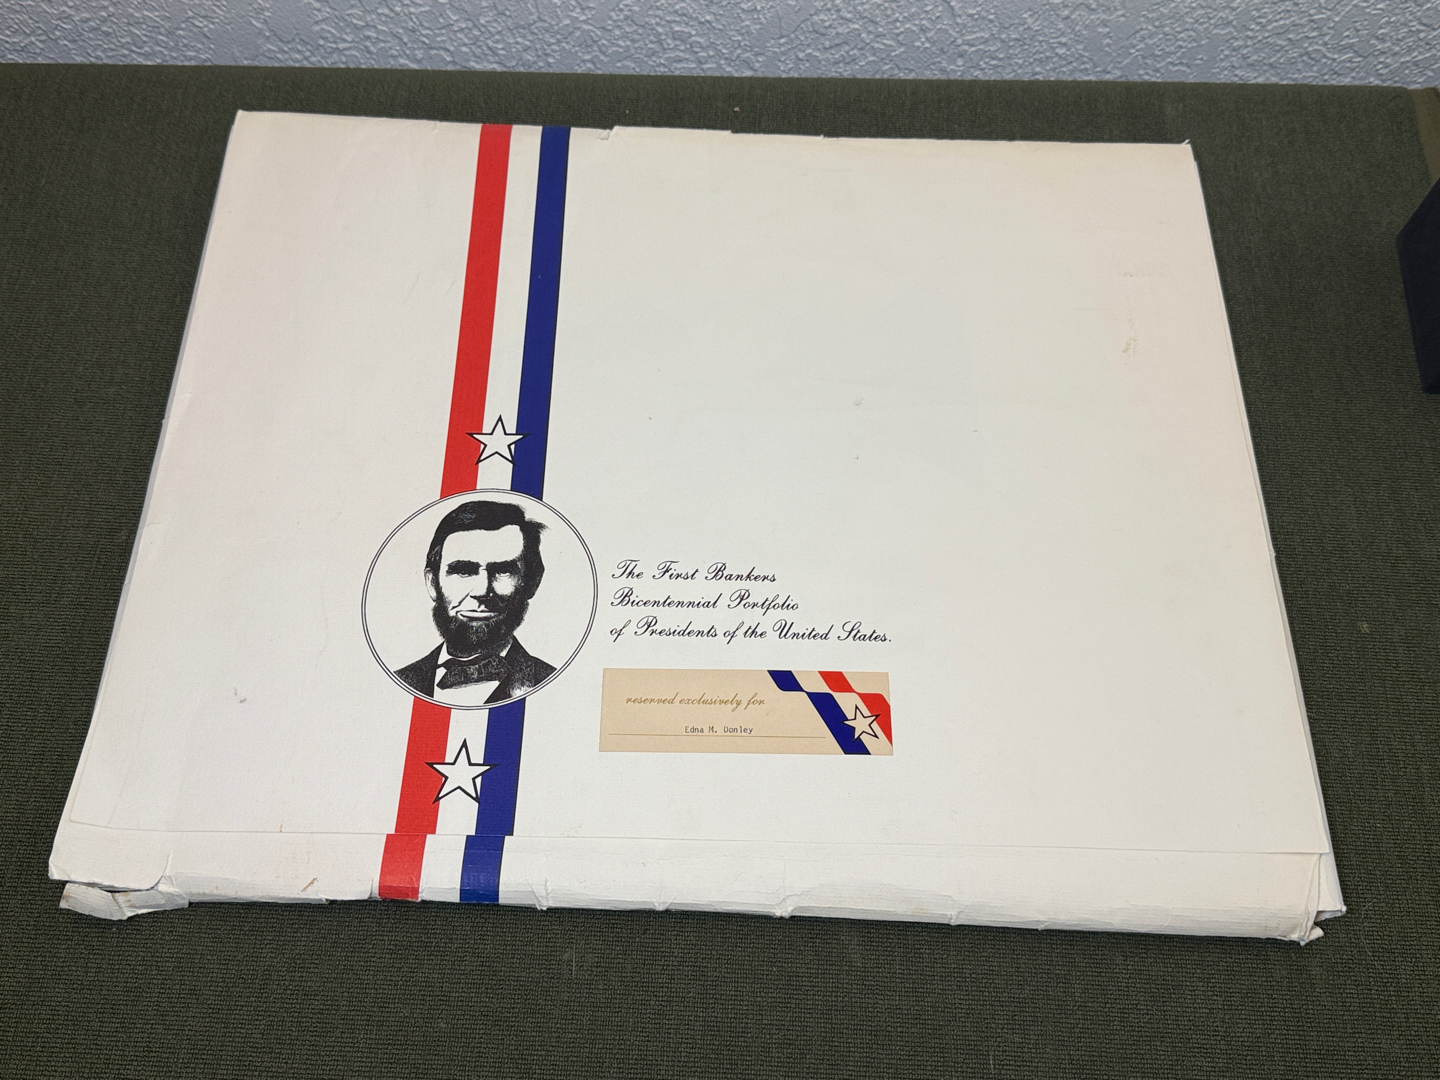 The First Bankers
Bicentennial Portfolio
of Presidents of the United States.
reserved exclusively for
Edna M. Donley